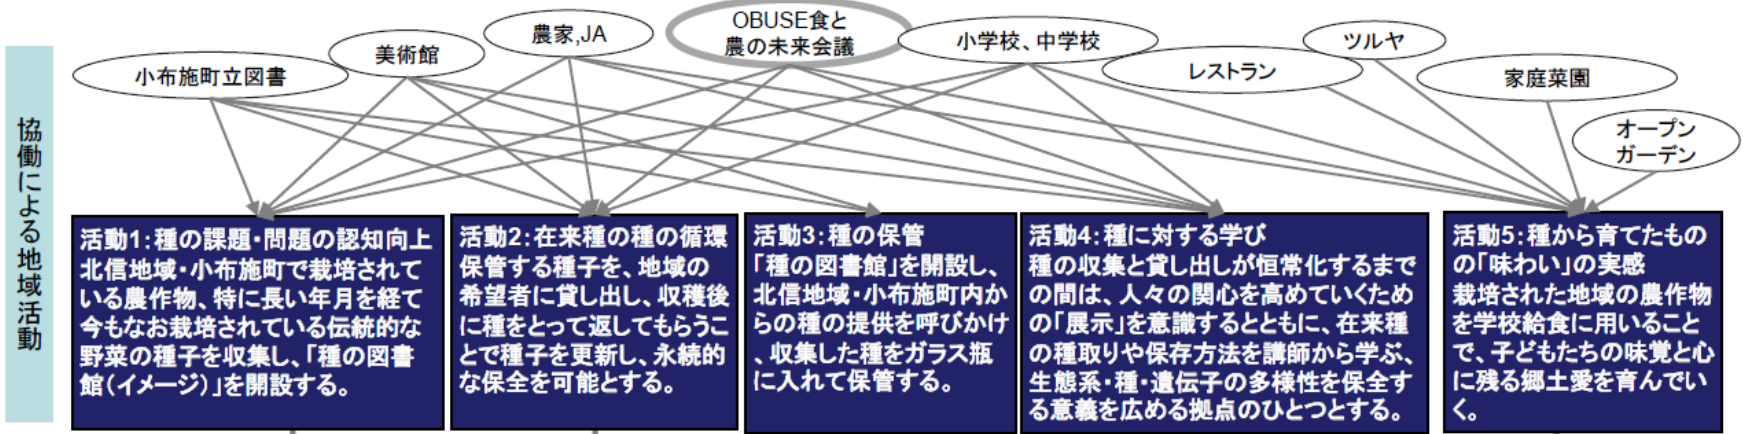 協働による地域活動
小布施町立図書
美術館
農家,JA
OBUSE食と
農の未来会議
小学校、中学校
レストラン
ツルヤ
家庭菜園
オープン
ガーデン
活動1:種の課題・問題の認知向上
北信地域・小布施町で栽培されて
いる農作物、特に長い年月を経て
今もなお栽培されている伝統的な
野菜の種子を収集し、「種の図書
館(イメージ)」を開設する。
活動2:在来種の種の循環
保管する種子を、地域の
希望者に貸し出し、収穫後
に種をとって返してもらうこ
とで種子を更新し、永続的
な保全を可能とする。
活動3:種の保管
「種の図書館」を開設し、
北信地域・小布施町内か
らの種の提供を呼びかけ
、収集した種をガラス瓶
に入れて保管する。
活動4:種に対する学び
種の収集と貸し出しが恒常化するまで
の間は、人々の関心を高めていくため
の「展示」を意識するとともに、在来種
の種取りや保存方法を講師から学ぶ、
生態系・種・遺伝子の多様性を保全す
る意義を広める拠点のひとつとする。
活動5:種から育てたもの
の「味わい」の実感
栽培された地域の農作物
を学校給食に用いること
で、子どもたちの味覚と心
に残る郷土愛を育んでい
く。